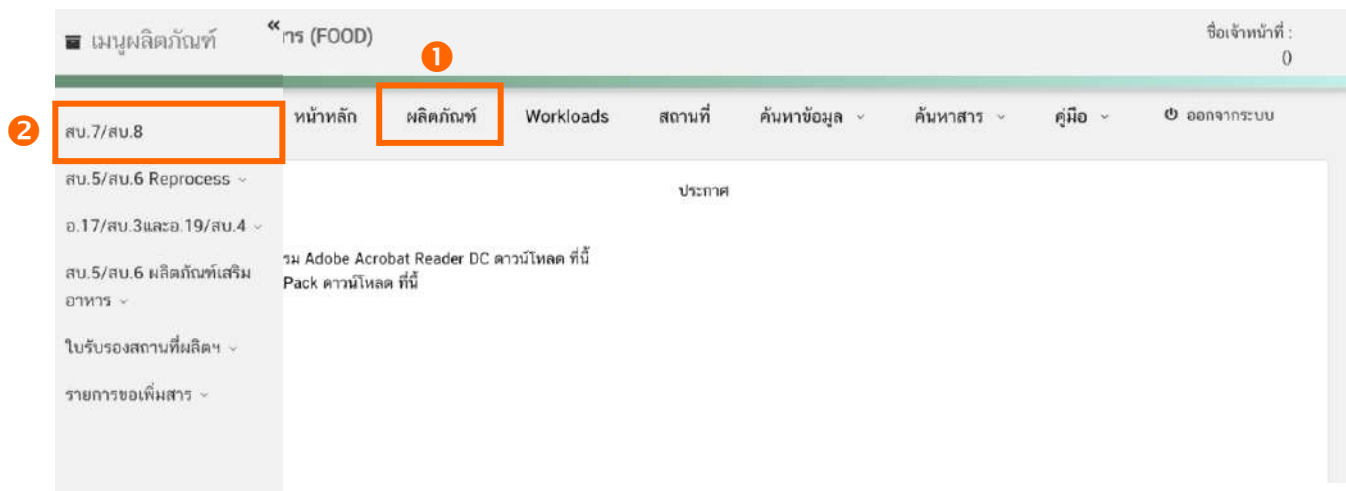 เมนูผลิตภัณฑ์
«
าร (FOOD)
ชื่อเจ้าหน้าที่ :
()
1
2
หน้าหลัก ผลิตภัณฑ์ Workloads สถานที่ ค้นหาข้อมูล ค้นหาสาร คู่มือ ออกจากระบบ
สบ.7/สบ.8
สบ.5/สบ.6 Reprocess
อ.17/สบ.3และอ.19/สบ.4
สบ.5/สบ.6 ผลิตภัณฑ์เสริม
อาหาร
ใบรับรองสถานที่ผลิตฯ
รายการขอเพิ่มสาร
ประกาศ
รม Adobe Acrobat Reader DC ดาวน์โหลด ที่นี้
Pack ดาวน์โหลด ที่นี้